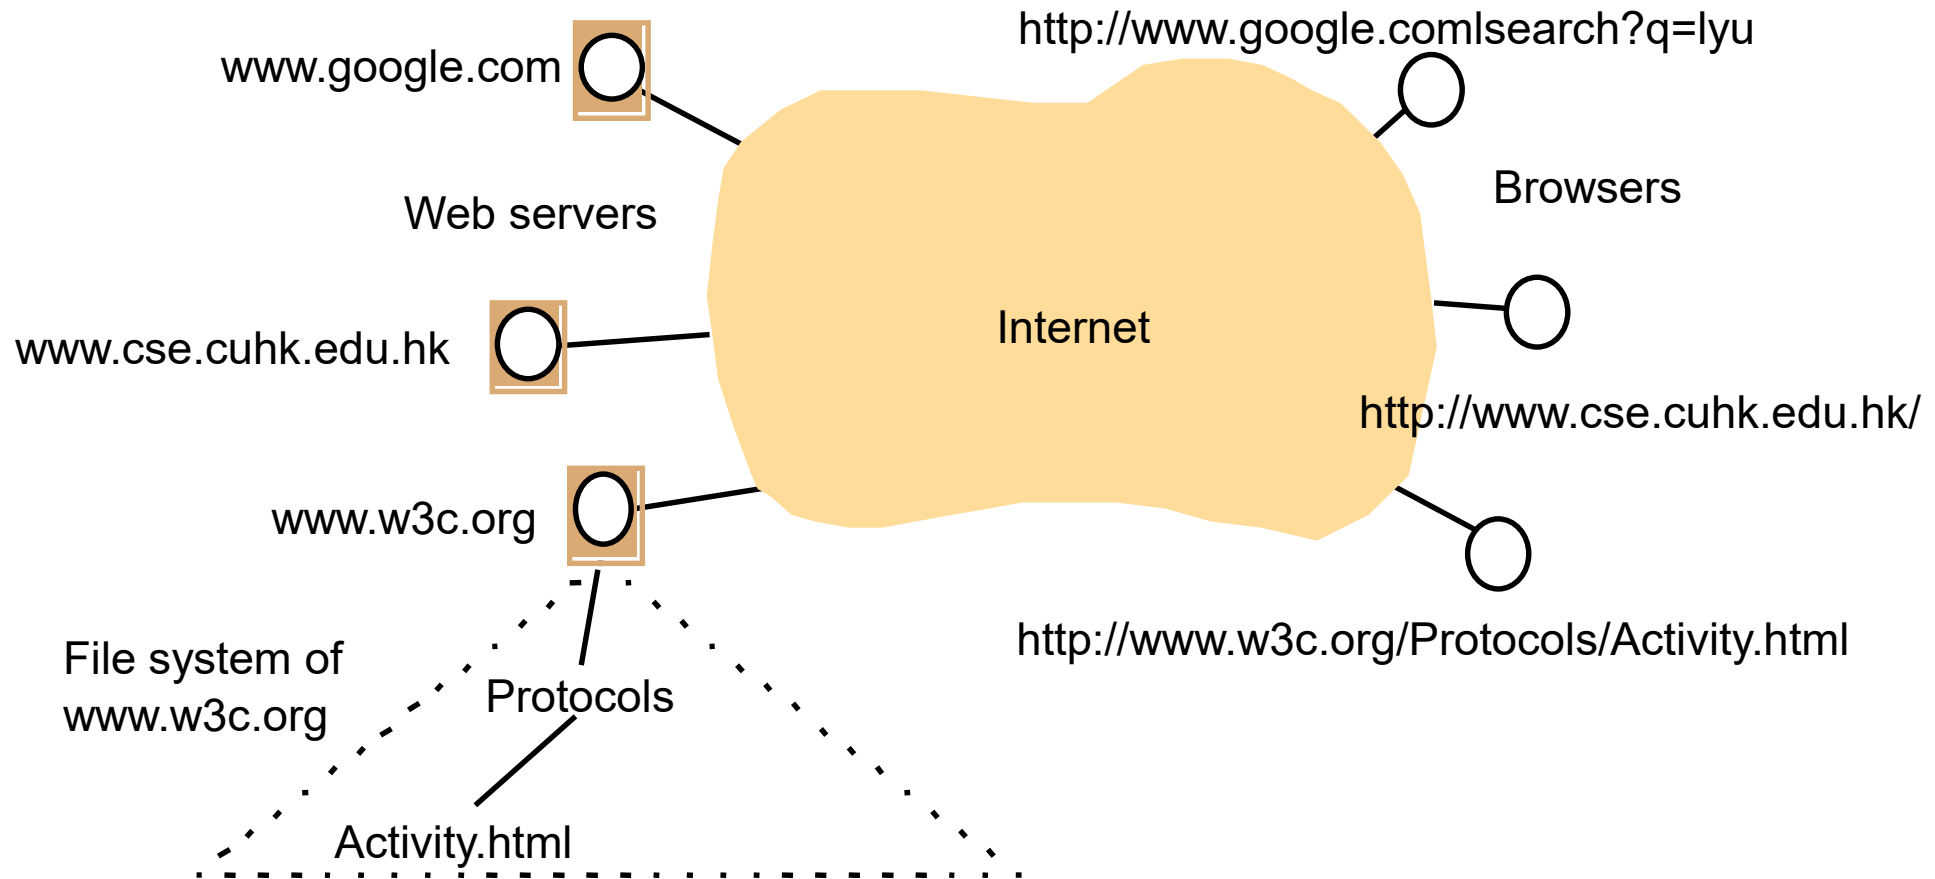 http://www.google.comlsearch?q=lyu
www.google.com
Browsers
Web servers
Internet
www.cse.cuhk.edu.hk
http://www.cse.cuhk.edu.hk/
www.w3c.org
http://www.w3c.org/Protocols/Activity.html
File system of
www.w3c.org
Protocols
Activity.html